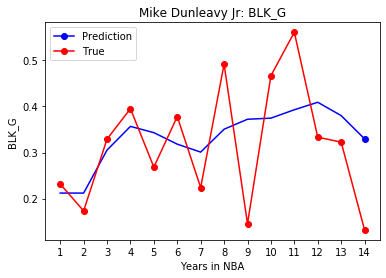 Mike Dunleavy Jr: BLK_G
Prediction
True
0.5
0.4
0.3
0.2
BLK_G
1 2 3 4 5 6 7 8 9 10 11 12 13 14
Years in NBA